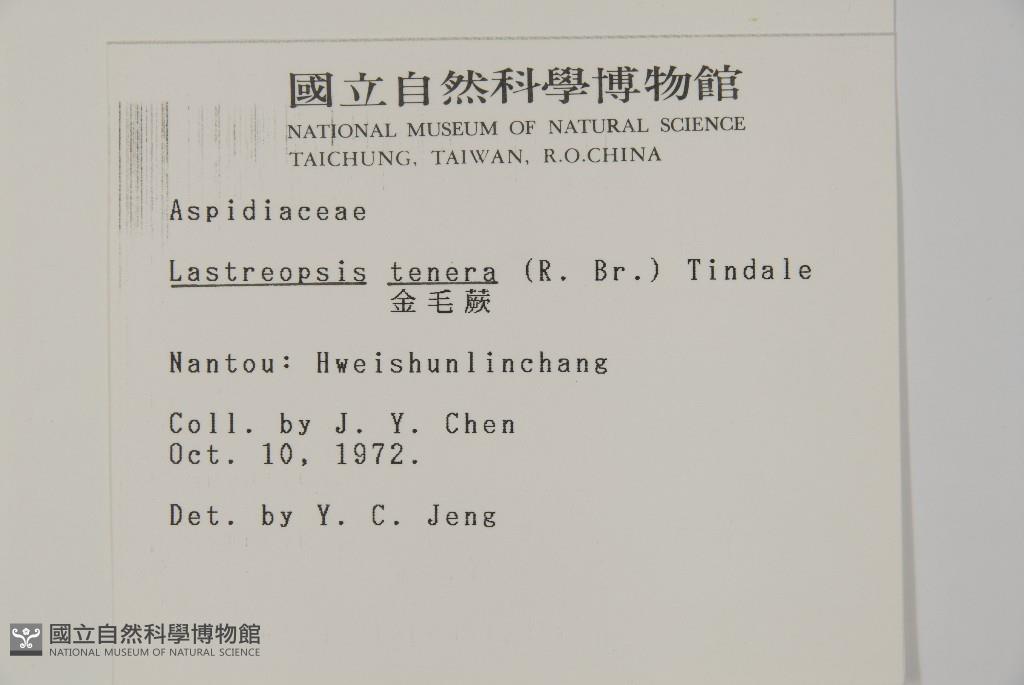 國立自然科學博物館
NATIONAL MUSEUM OF NATURAL SCIENCE
TAICHUNG, TAIWAN, R.O.CHINA
Aspidiaceae
Lastreopsis tenera (R. Br.) Tindale
金毛蕨
Nantou: Hweishunlinchang
Coll. by J. Y. Chen
Oct. 10, 1972.
Det. by Y. C. Jeng
國立自然科學博物館
NATIONAL MUSEUM OF NATURAL SCIENCE